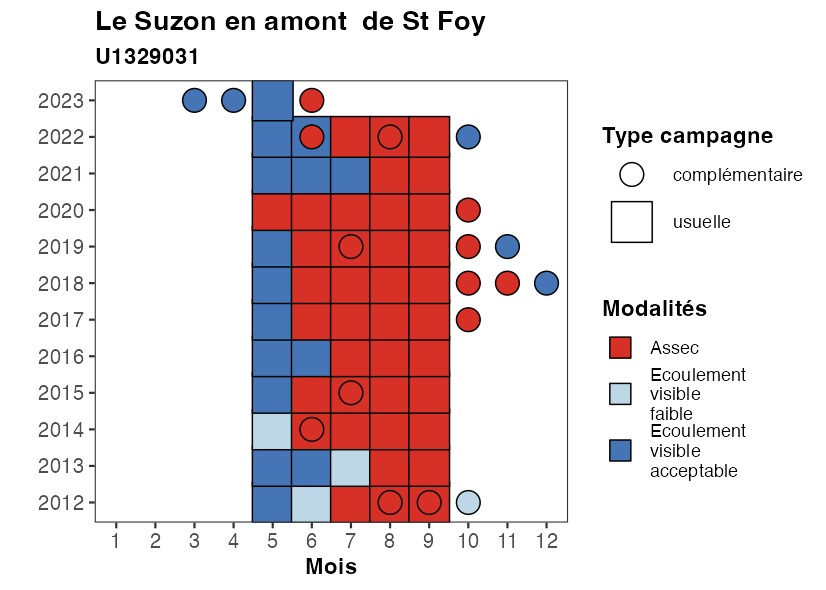 Le Suzon en amont  de St Foy
U1329031
2023
2022
2021
2020
2019
2018
2017
2016
2015
2014
2013
2012
1 2 3 4 5 6 7 8 9 10 11 12
Mois
Type campagne
complémentaire
usuelle
Modalités
Assec
Ecoulement
visible
faible
Ecoulement
visible
acceptable